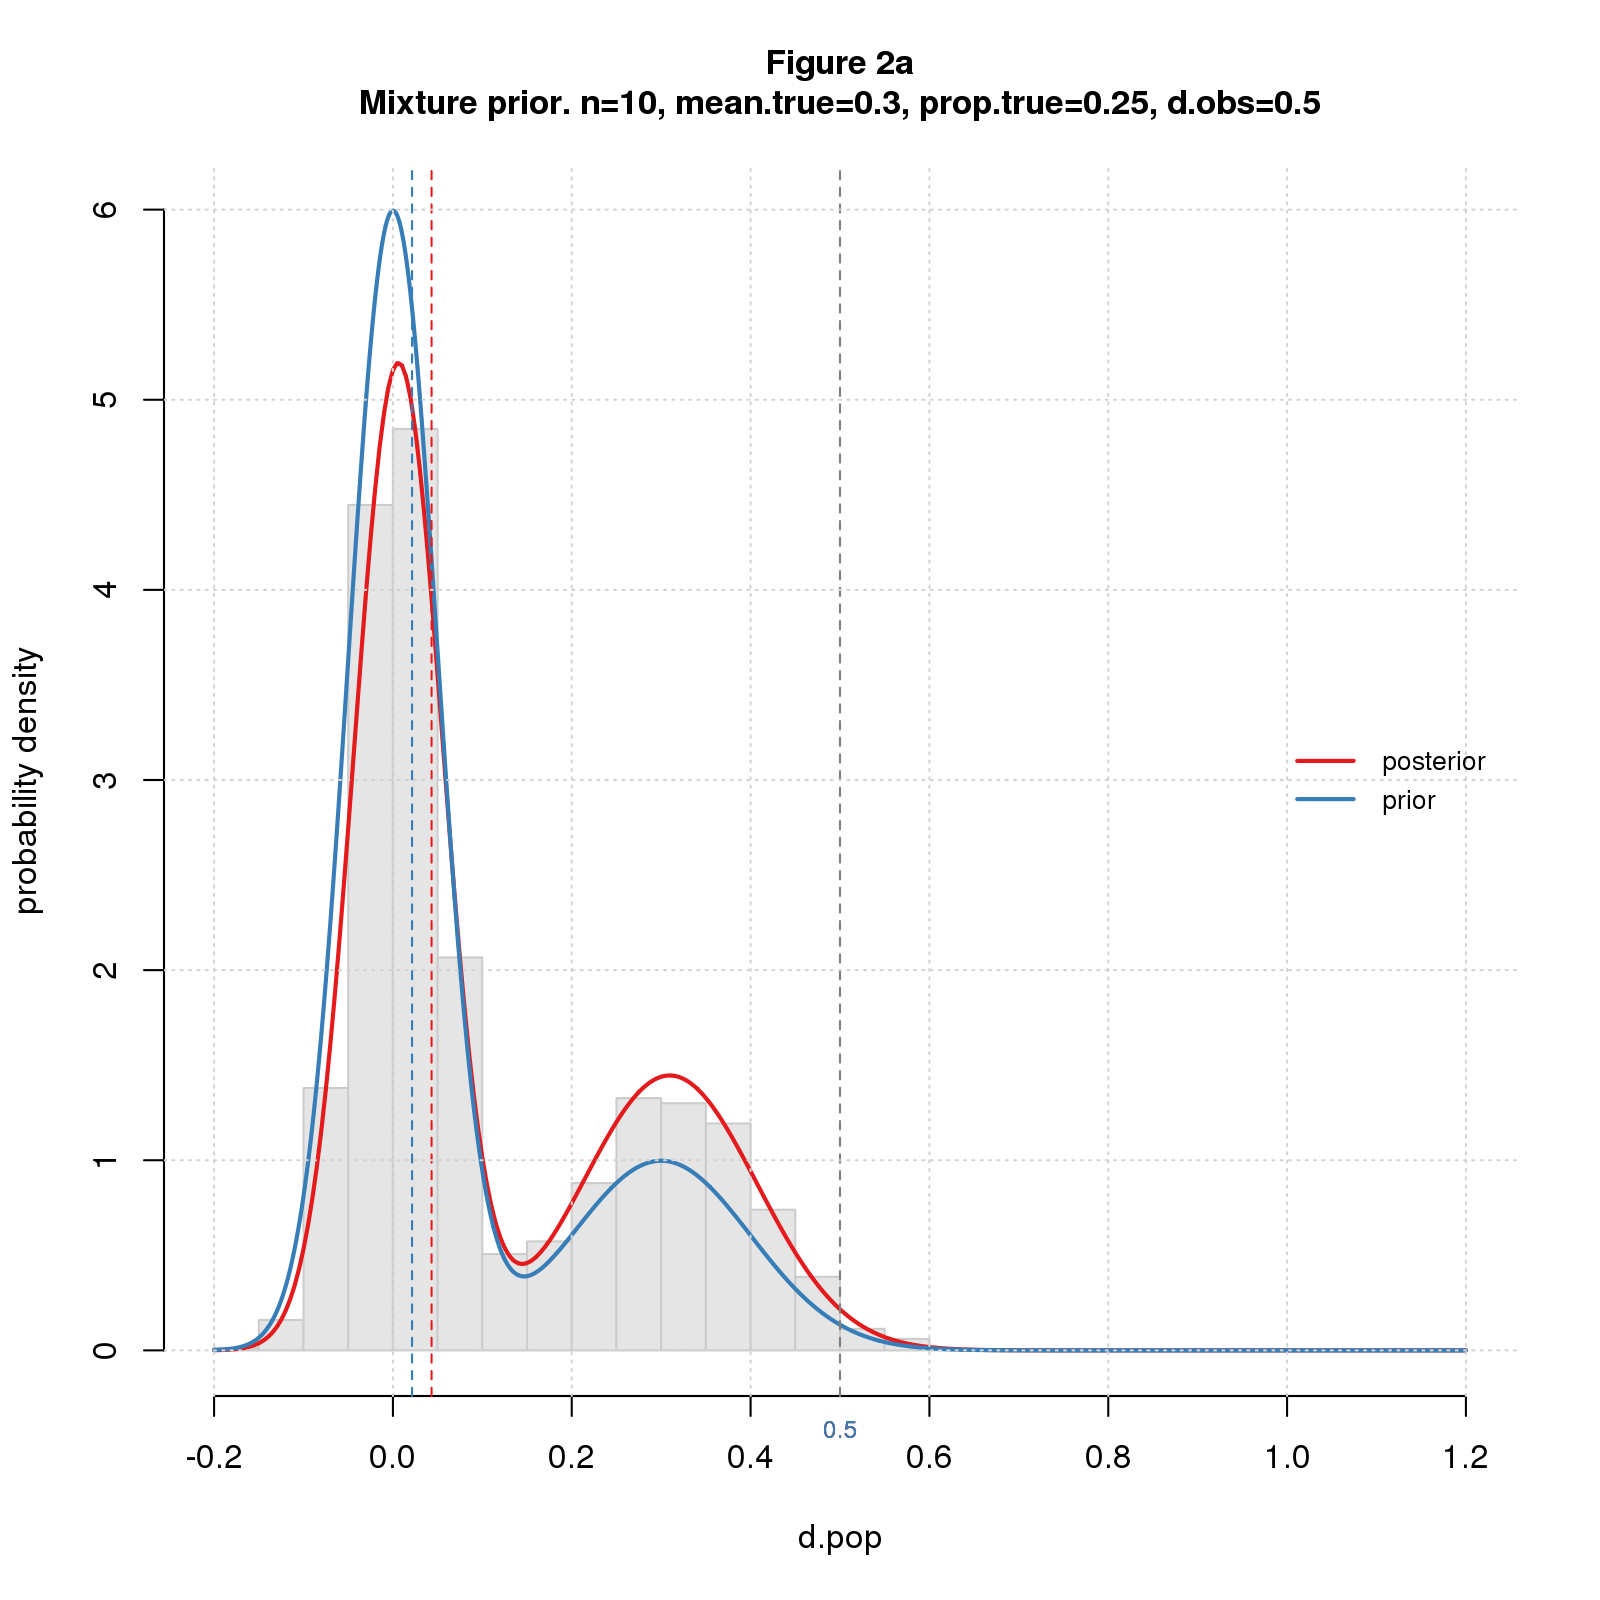 Figure 2a
Mixture prior. n=10, mean.true=0.3, prop.true=0.25, d.obs=0.5
probability density
6
5
4
3
2
1
0
posterior
prior
0.5
-0.2 0.0 0.2 0.4 0.6 0.8 1.0 1.2
d.pop